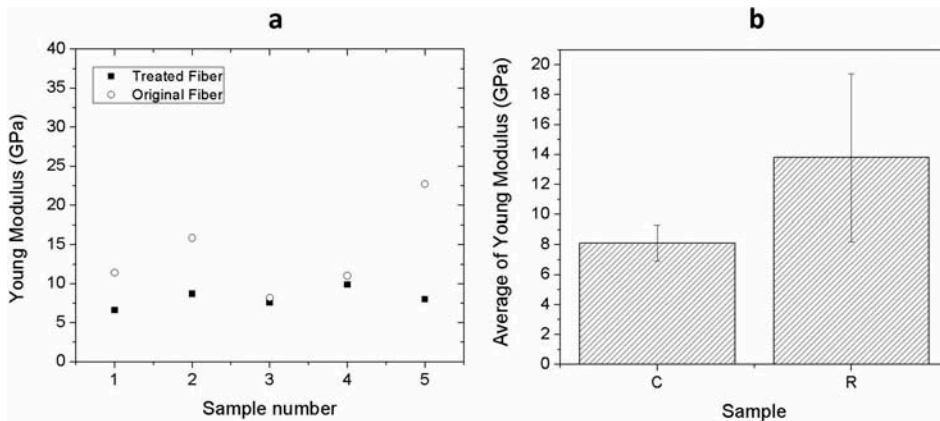 a
40
35
30
25
20
15
10
5
0
Young Modulus (GPa)
Treated Fiber
Original Fiber
1 2 3 4 5
Sample number
b
20
18
16
14
12
10
8
6
4
2
0
Average of Young Modulus (GPa)
C R
Sample